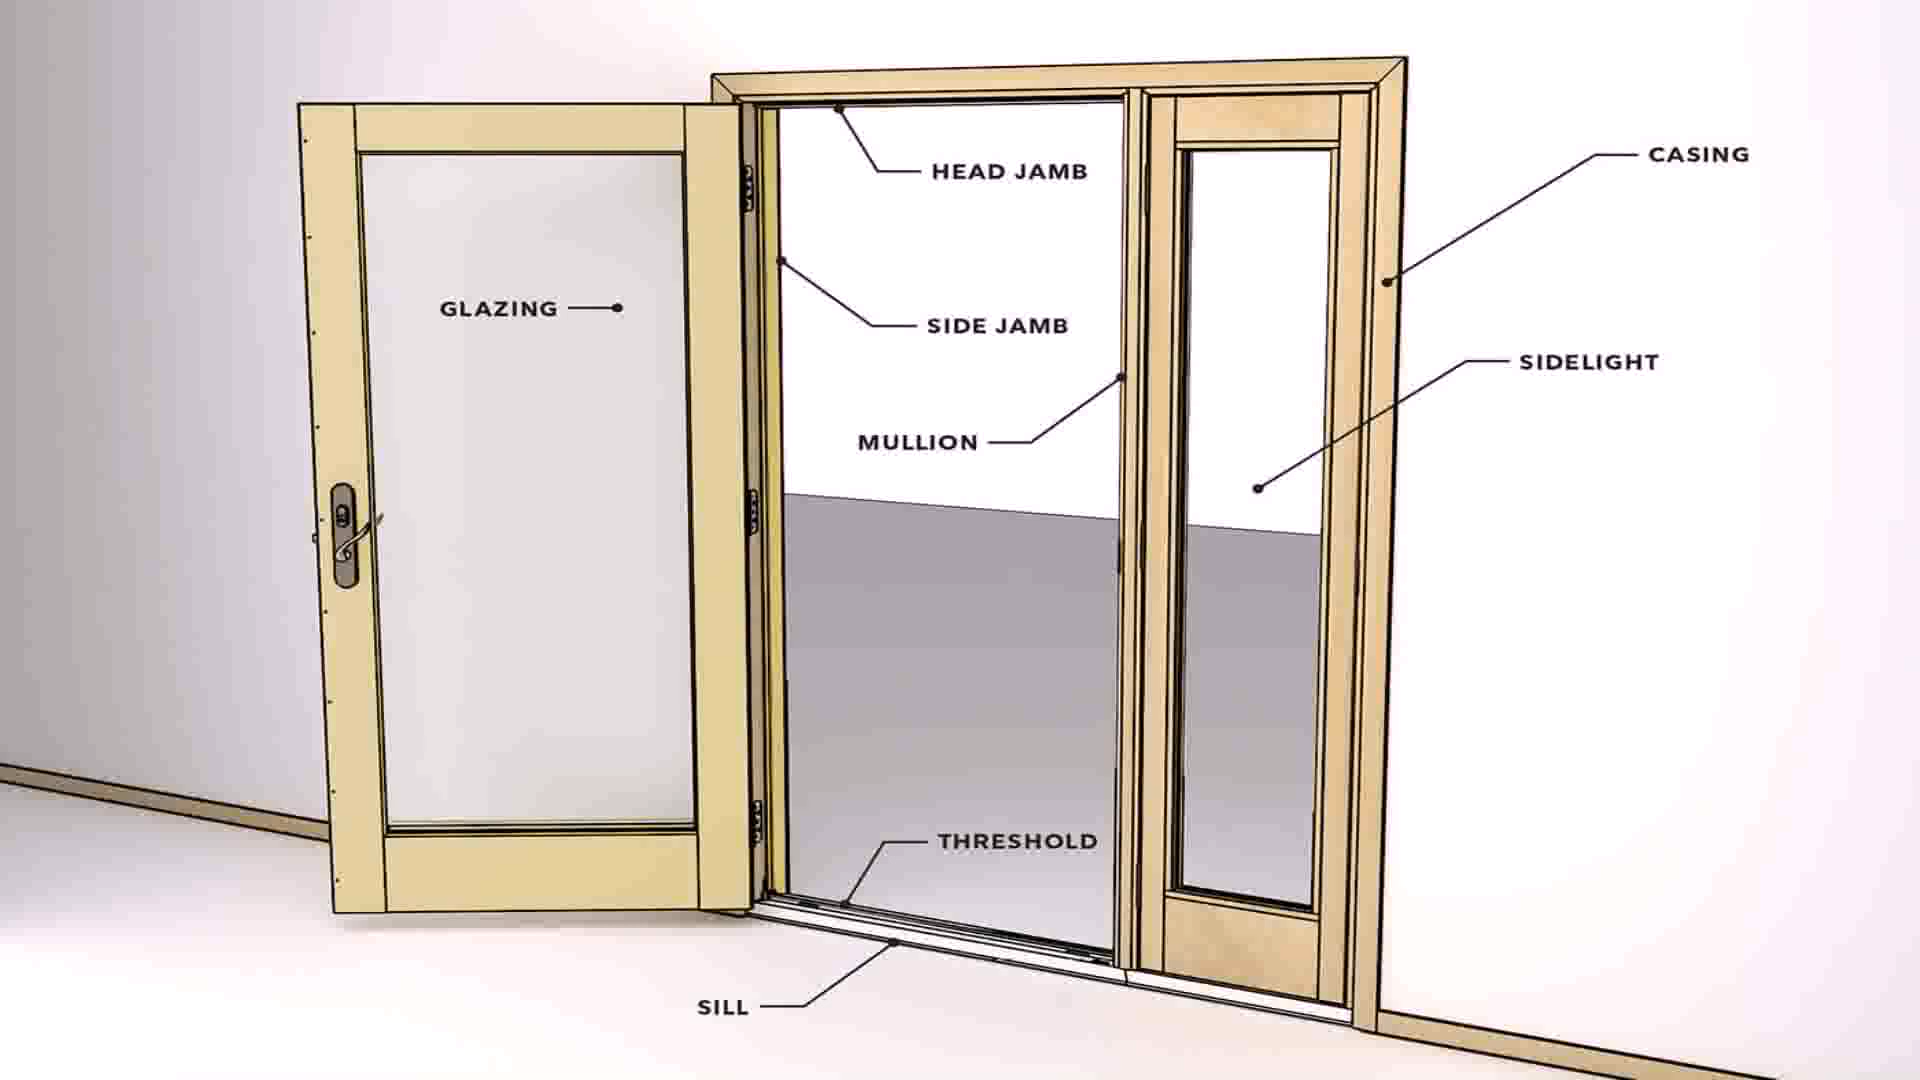 CASING
HEAD JAMB
GLAZING
SIDE JAMB
SIDELIGHT
MULLION
THRESHOLD
SILL